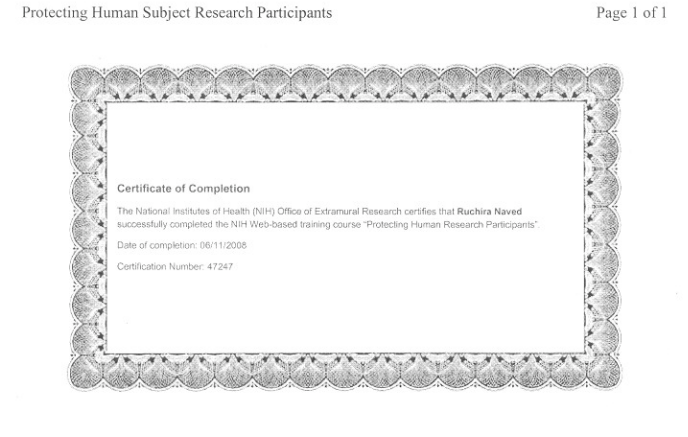 Protecting Human Subject Research Participants
Page 1 of 1
Certificate of Completion
The National Institutes of Health (NIH) Office of Extramural Research certifies that Ruchira Naved
successfully completed the NIH Web-based training course "Protecting Human Research Participants".
Date of completion: 06/11/2008
Certification Number: 47247